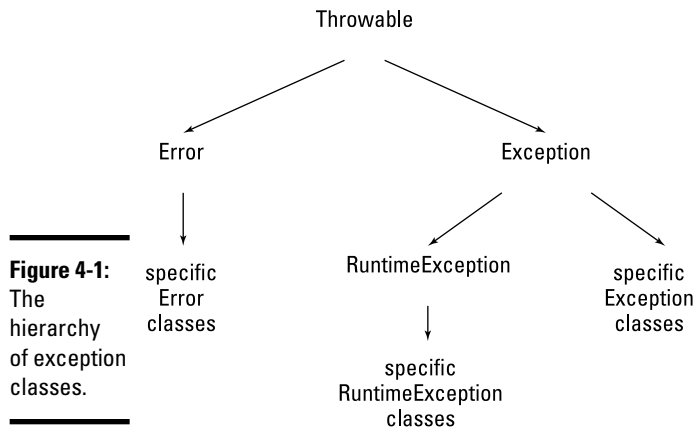 Throwable
Error
Exception
Figure 4-1:
The
hierarchy
of exception
classes.
specific
Error
classes
RuntimeException
specific
RuntimeException
classes
specific
Exception
classes